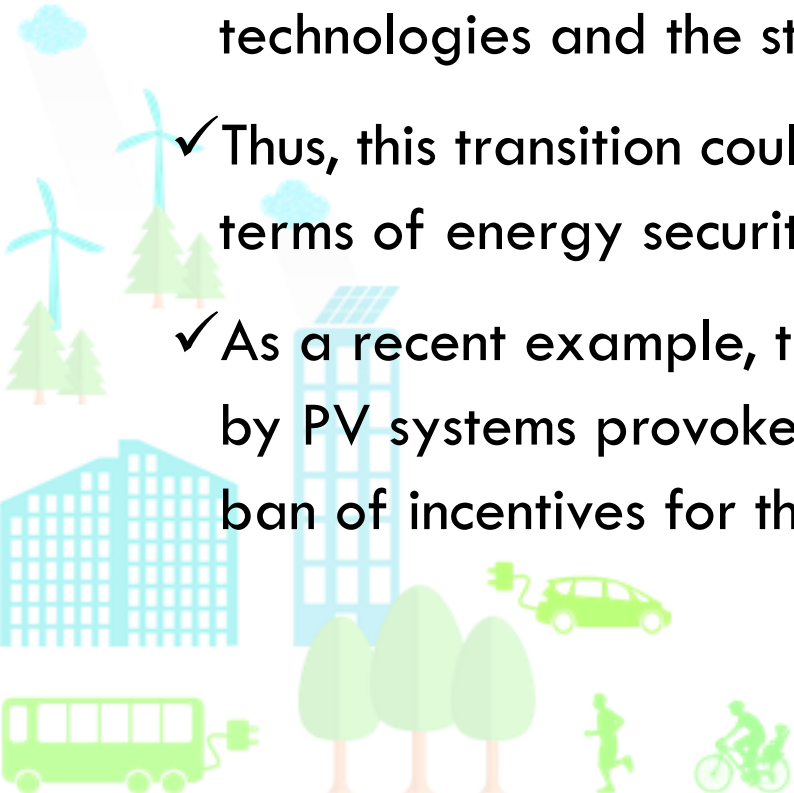 technologies and the st
✓Thus, this transition coul
terms of energy securit
✓As a recent example, t
by PV systems provoke
ban of incentives for th